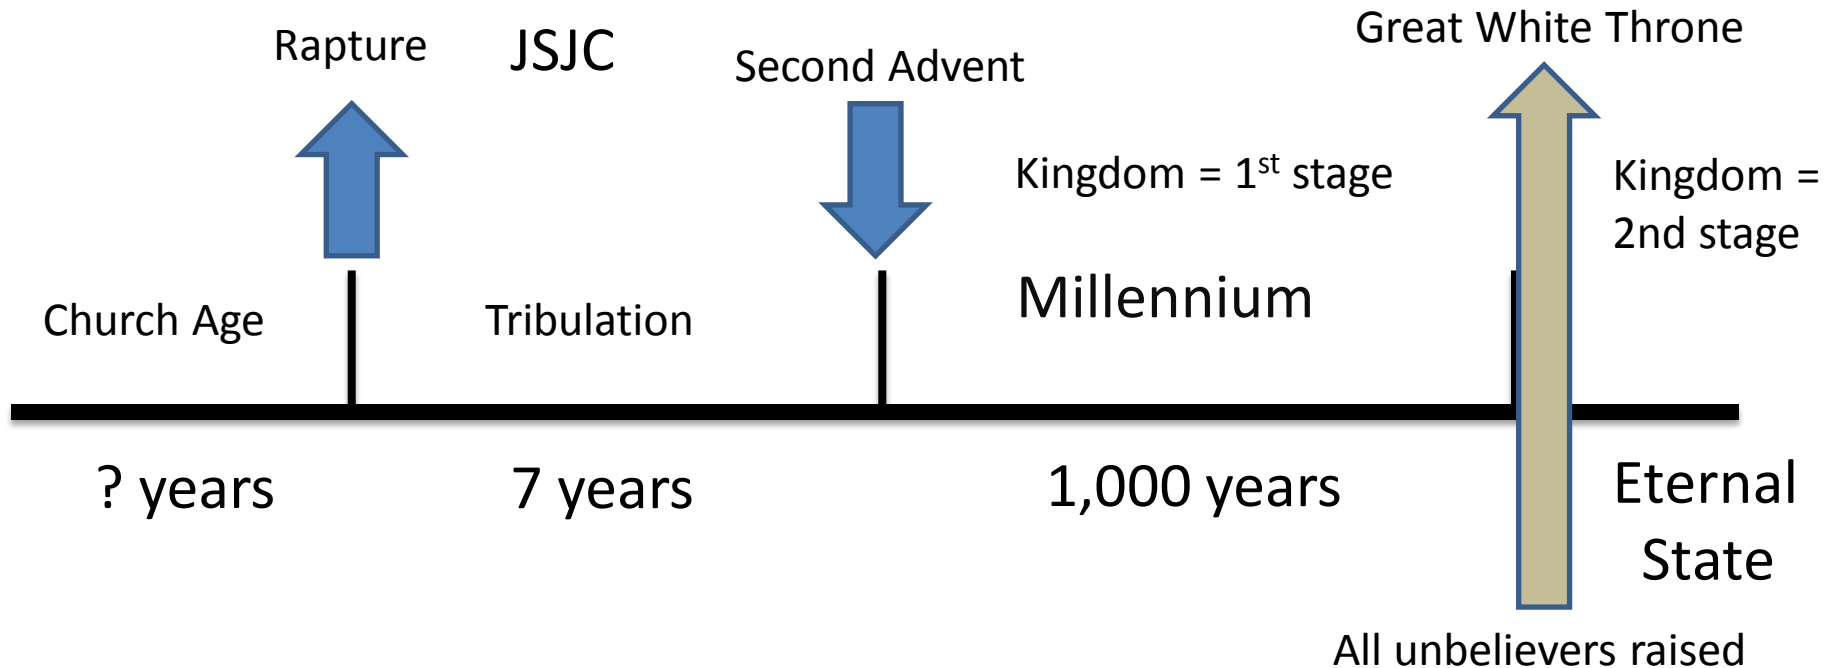 Rapture
JSJC
Second Advent
Great White Throne
Kingdom = 1st stage
Kingdom =
2nd stage
Church Age
Tribulation
Millennium
? years
7 years
1,000 years
Eternal
State
All unbelievers raised